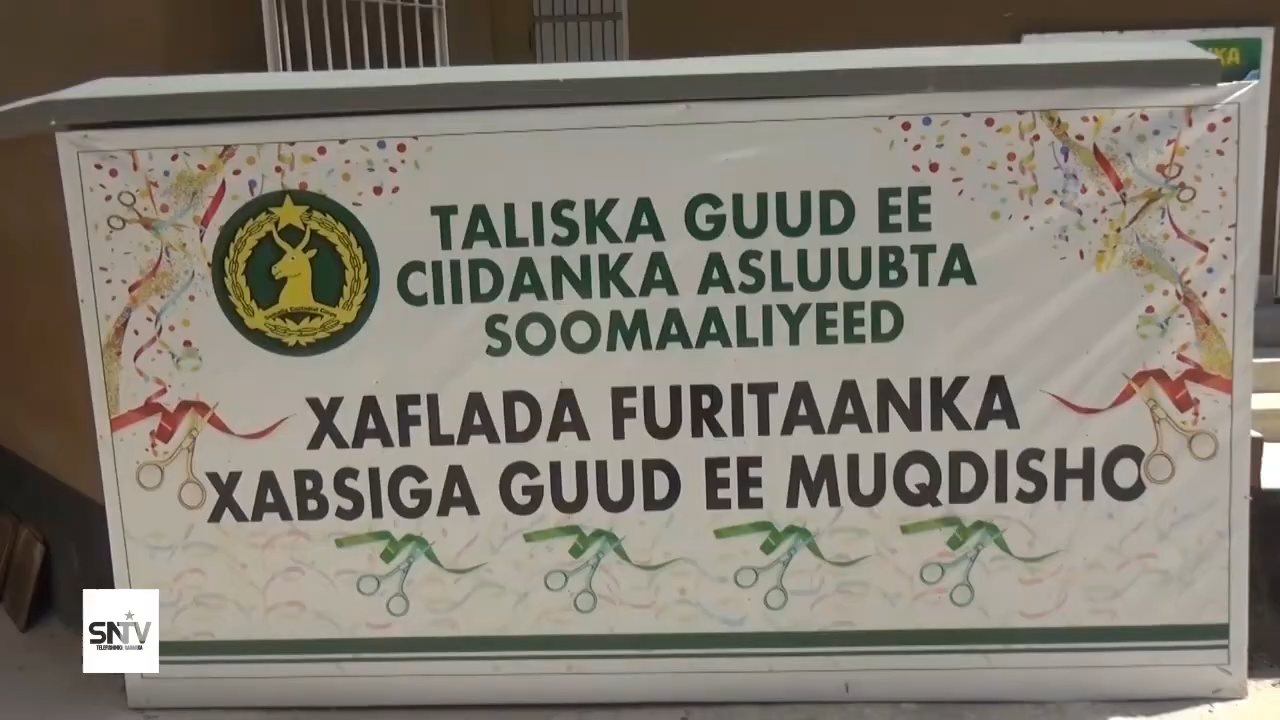 TALISKA GUUD EE
CIIDANKA ASLUUBTA
SOOMAALIYEED
XAFLADA FURITAANKA
XABSIGA GUUD EE MUQDISHO
SNTV